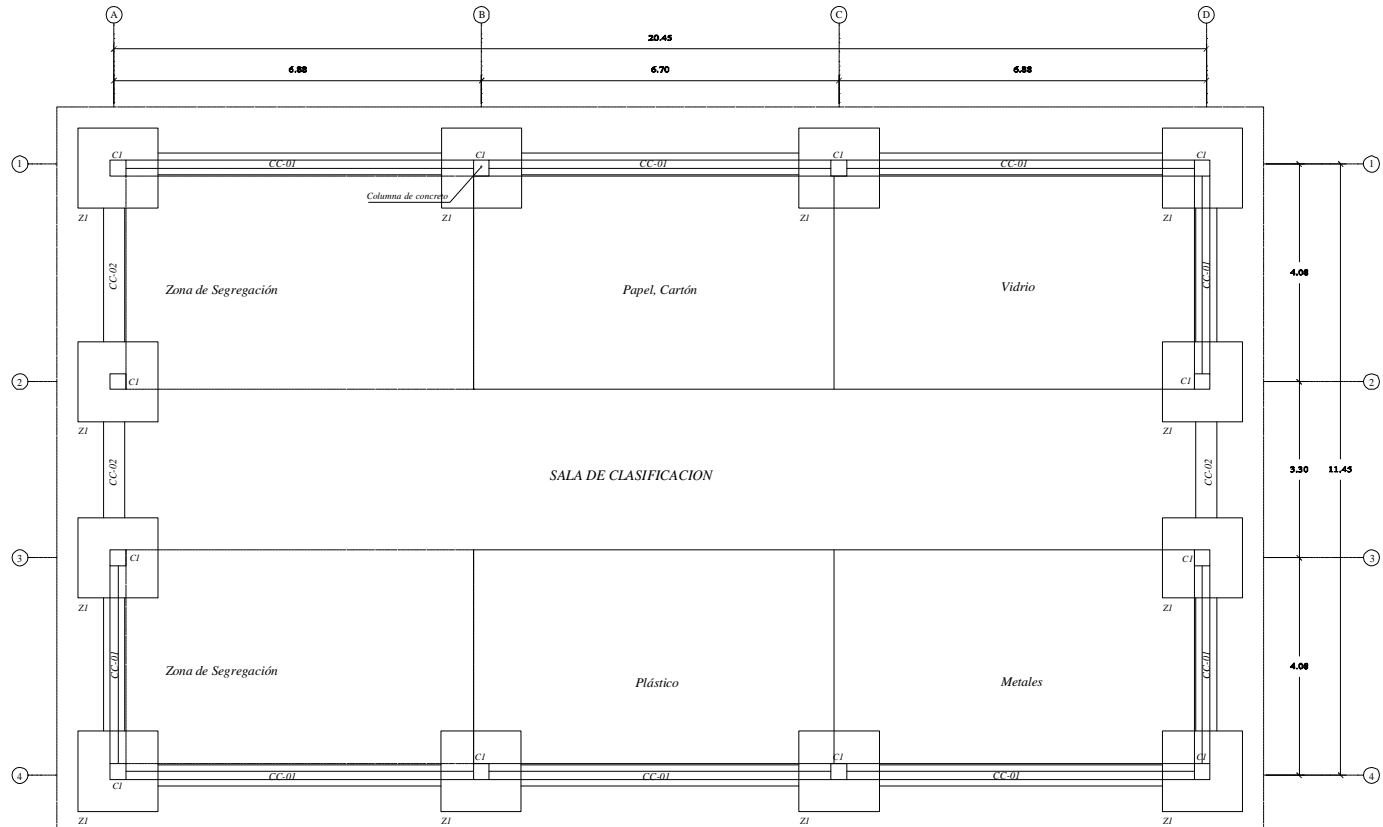 A B C D
20.45
6.88 6.70 6.88
C1 C1 C1 C1
1 CC-01 CC-01 CC-01 1
Columna de concreto
Z1 Z1 Z1 Z1
CC-02 CC-01
4.08
Zona de Segregación Papel, Cartón Vidrio
2 C1 C1 2
Z1 Z1
CC-02 SALA DE CLASIFICACION CC-02
3.30 11.45
3 C1 C1 3
Z1 Z1
CC-01 CC-01
4.08
Zona de Segregación Plástico Metales
C1 C1 C1
4 CC-01 CC-01 CC-01 4
C1
Z1 Z1 Z1 Z1